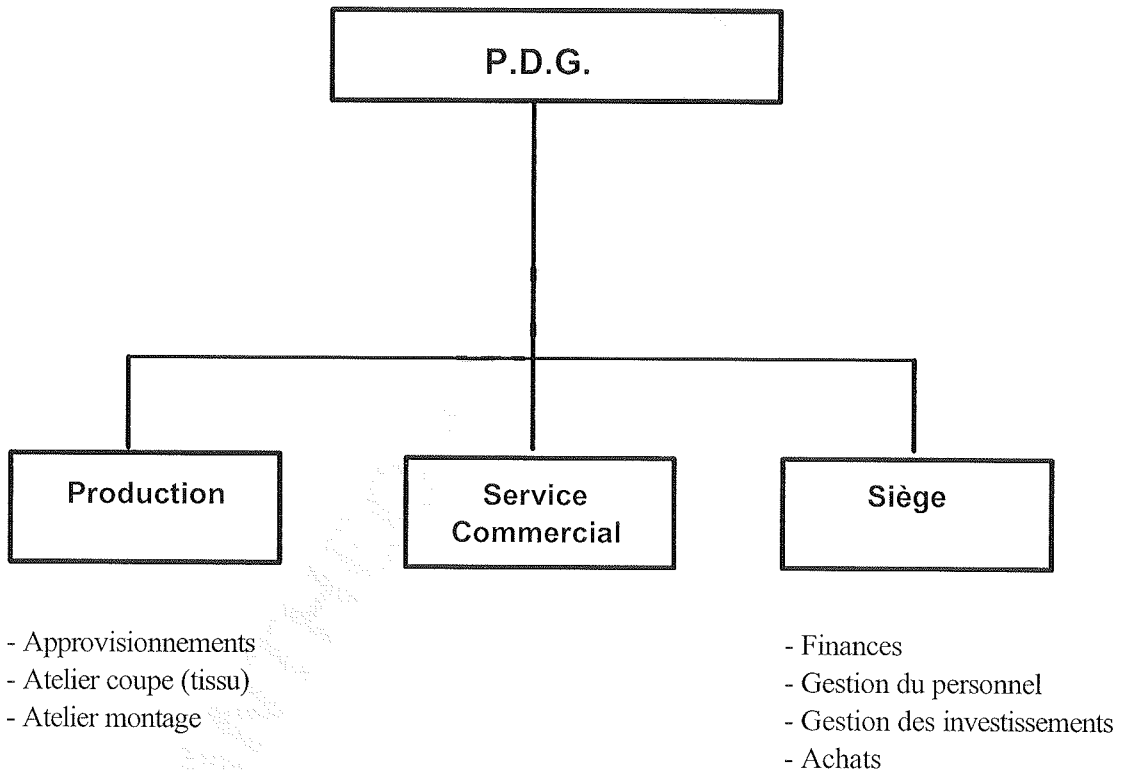 P.D.G.
Production
Service
Commercial
Siège
- Approvisionnements
- Atelier coupe (tissu)
- Atelier montage
- Finances
- Gestion du personnel
- Gestion des investissements
- Achats